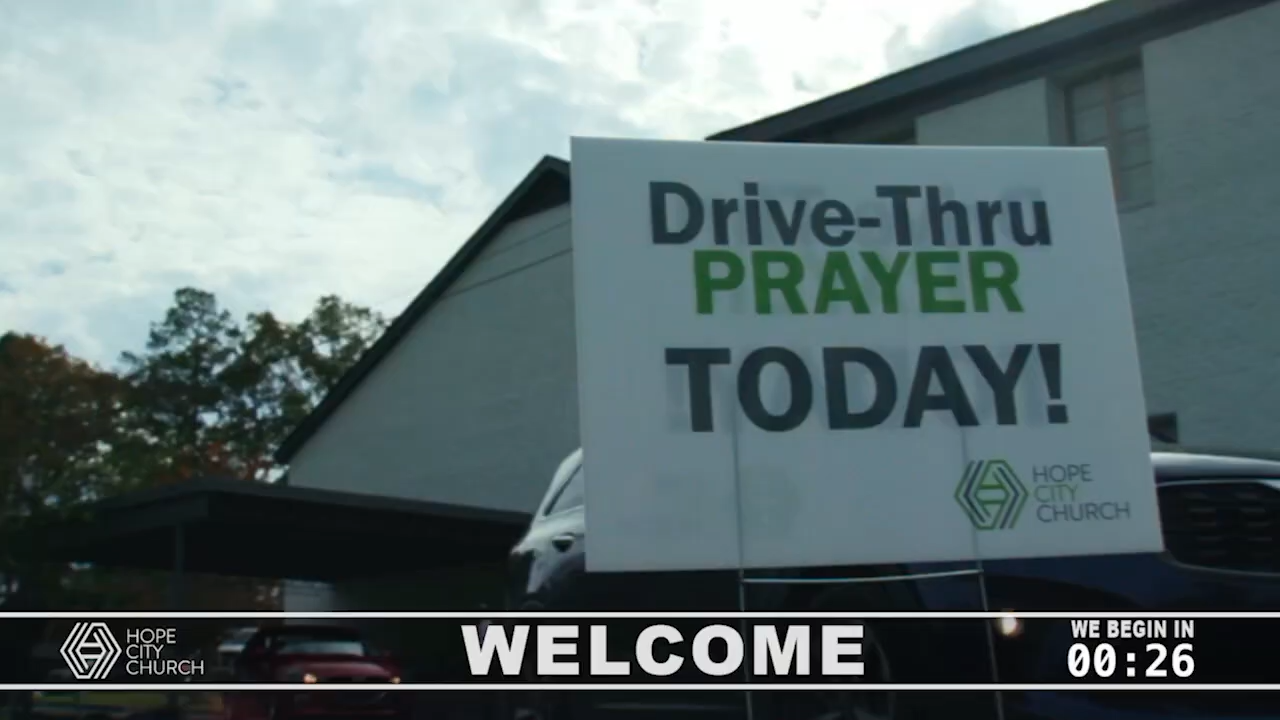 Drive-Thru
PRAYER
TODAY!
HOPE
CITY
CHURCH
HOPE
CITY
CHURCH
WELCOME
WE BEGIN IN
00:26